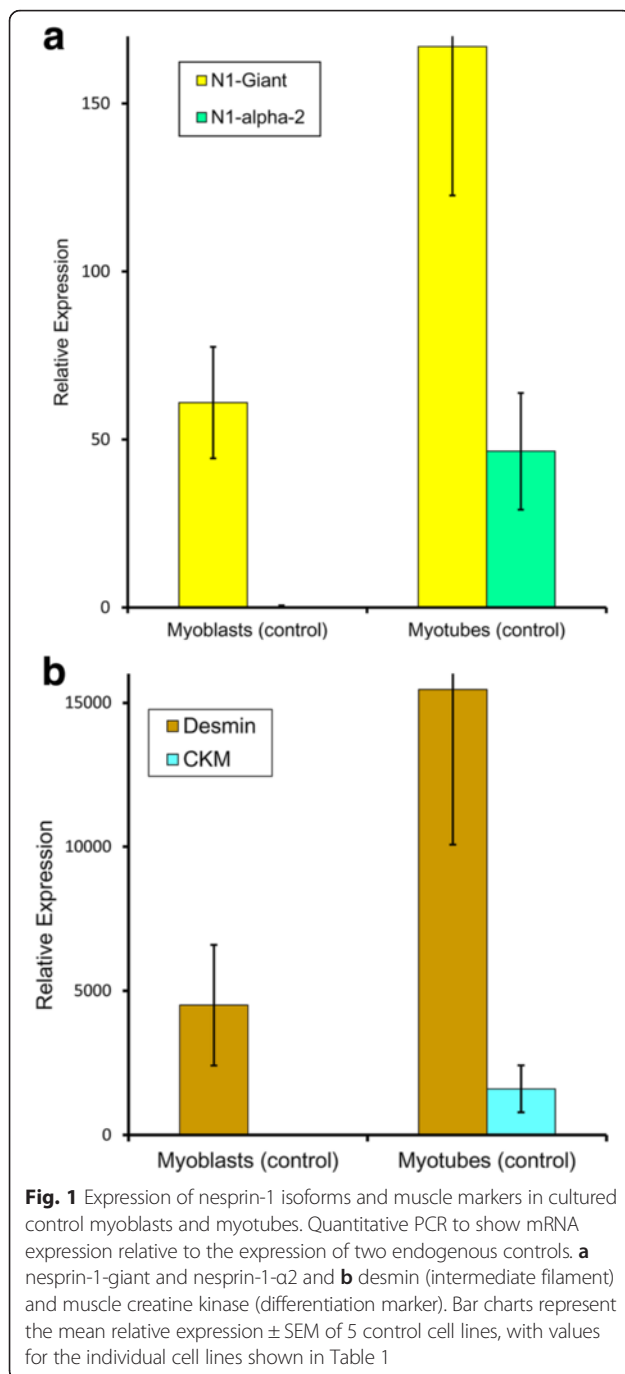 a
150
100
50
0
Relative Expression
N1-Giant
N1-alpha-2
Myoblasts (control) Myotubes (control)
b
15000
10000
5000
0
Relative Expression
Desmin
CKM
Myoblasts (control) Myotubes (control)
Fig. 1 Expression of nesprin-1 isoforms and muscle markers in cultured
control myoblasts and myotubes. Quantitative PCR to show mRNA
expression relative to the expression of two endogenous controls. a
nesprin-1-giant and nesprin-1-α2 and b desmin (intermediate filament)
and muscle creatine kinase (differentiation marker). Bar charts represent
the mean relative expression ± SEM of 5 control cell lines, with values
for the individual cell lines shown in Table 1